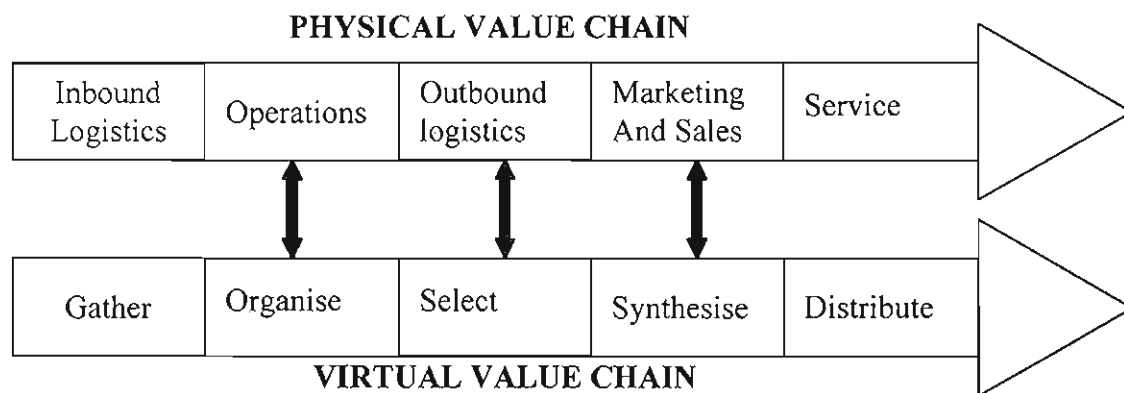 PHYSICAL VALUE CHAIN
Inbound
Logistics
Operations
Outbound
logistics
Marketing
And Sales
Service
Gather
Organise
Select
Synthesise
Distribute
VIRTUAL VALUE CHAIN